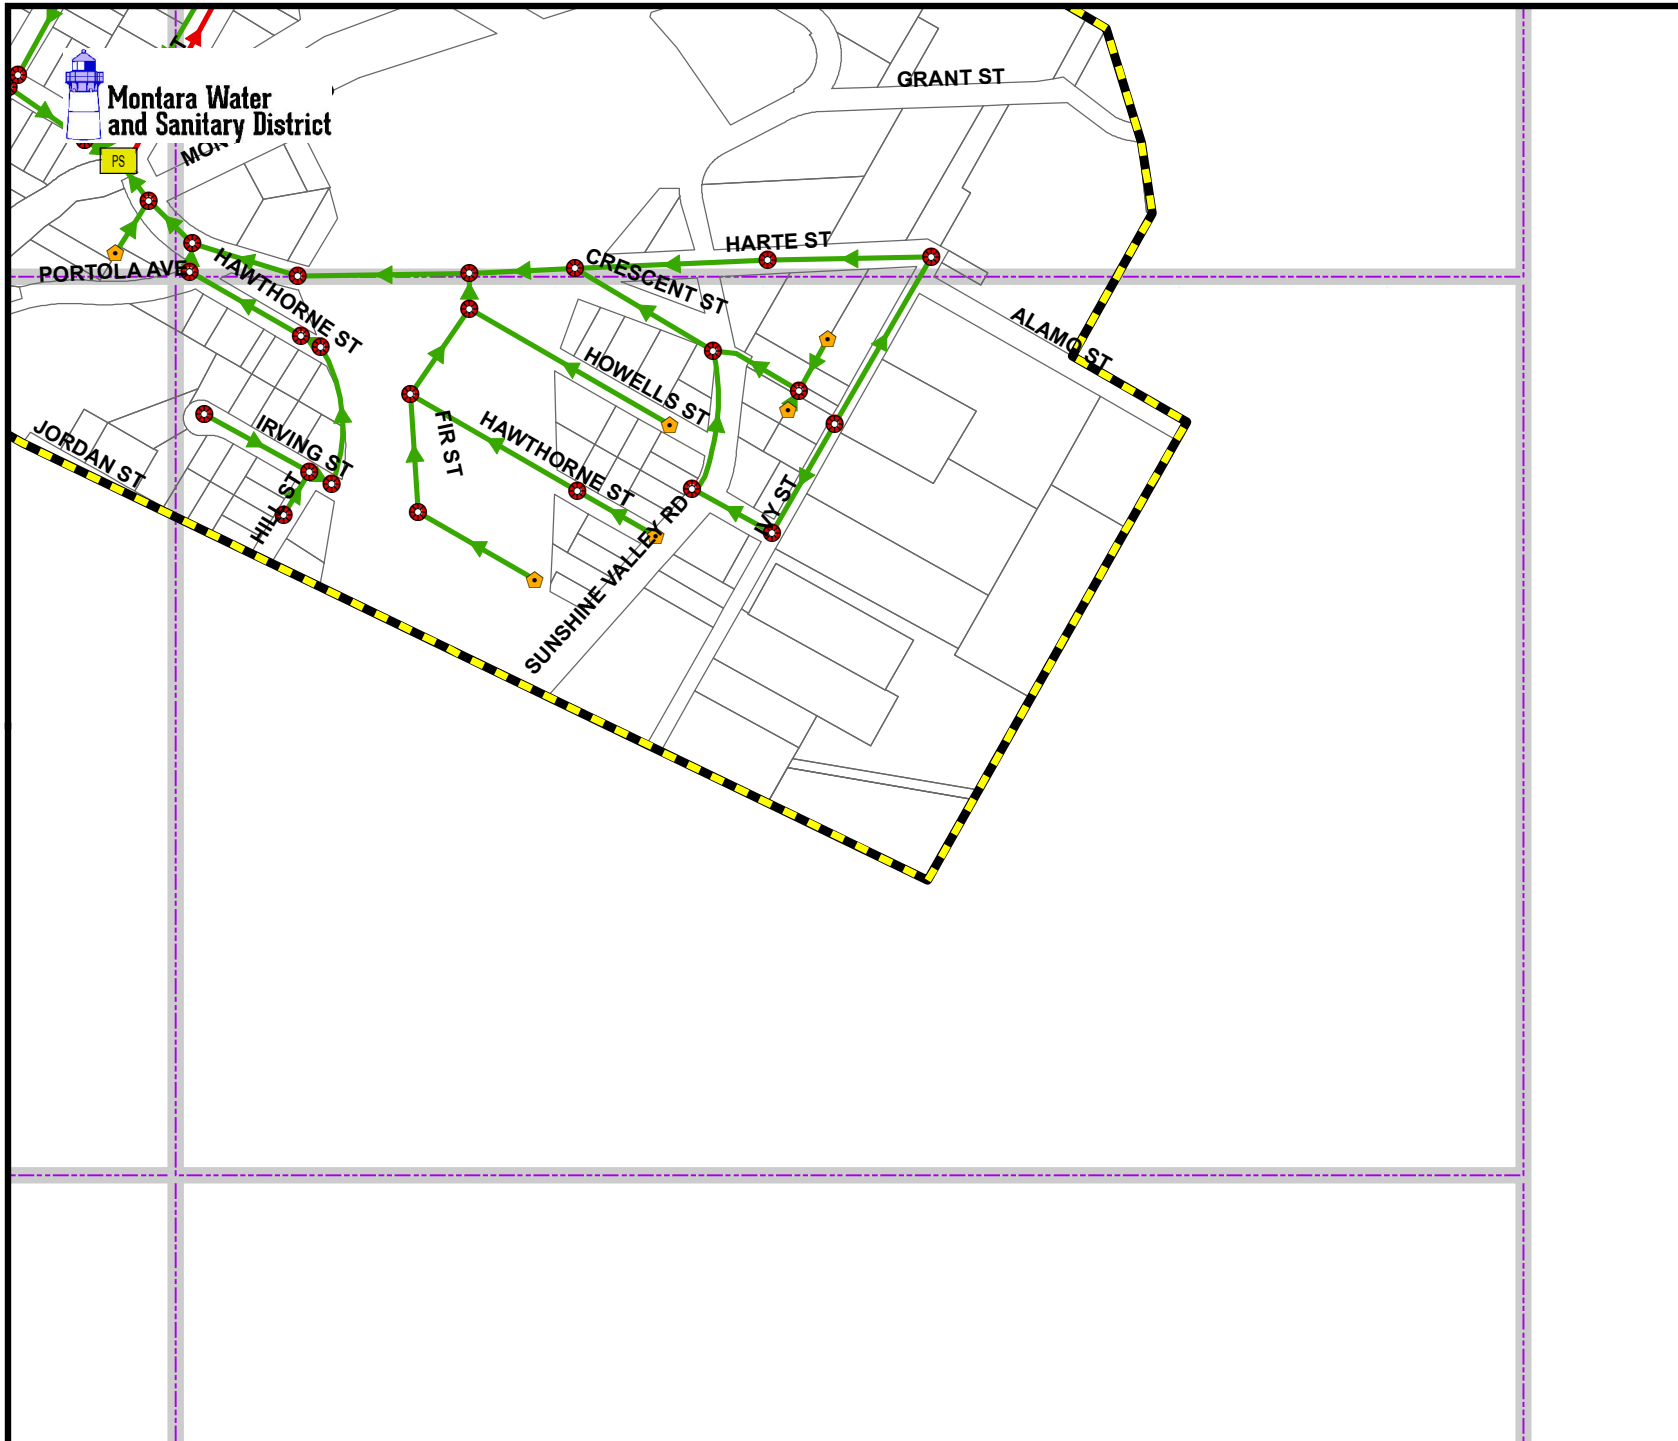 GRANT ST
Montara Water
and Sanitary District
PS
HARTE ST
CRESCENT ST
PORTOLA AVE
HAWTHORNE ST
ALAMO ST
HOWELLS ST
FIR ST
HAWTHORNE ST
IRVING ST
JORDAN ST
HILL ST
IVY ST
SUNSHINE VALLEY RD